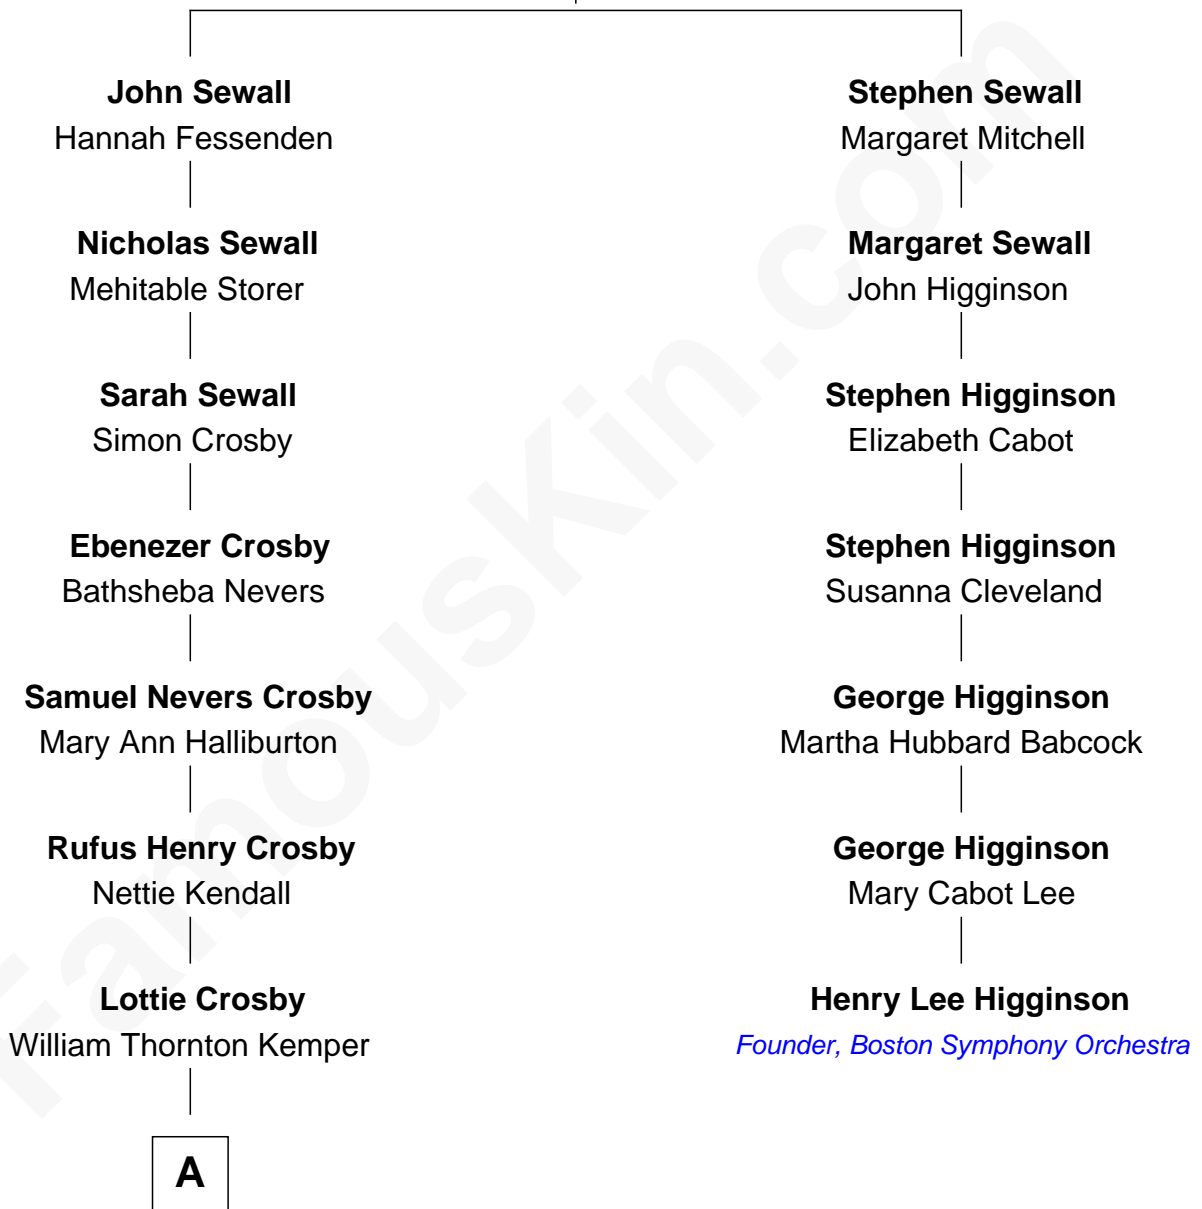 John Sewall
Hannah Fessenden
Stephen Sewall
Margaret Mitchell
Nicholas Sewall
Mehitable Storer
Margaret Sewall
John Higginson
Sarah Sewall
Simon Crosby
Stephen Higginson
Elizabeth Cabot
Ebenezer Crosby
Bathsheba Nevers
Stephen Higginson
Susanna Cleveland
Samuel Nevers Crosby
Mary Ann Halliburton
George Higginson
Martha Hubbard Babcock
Rufus Henry Crosby
Nettie Kendall
George Higginson
Mary Cabot Lee
Lottie Crosby
William Thornton Kemper
Henry Lee Higginson
Founder, Boston Symphony Orchestra
A
FamousKin.com